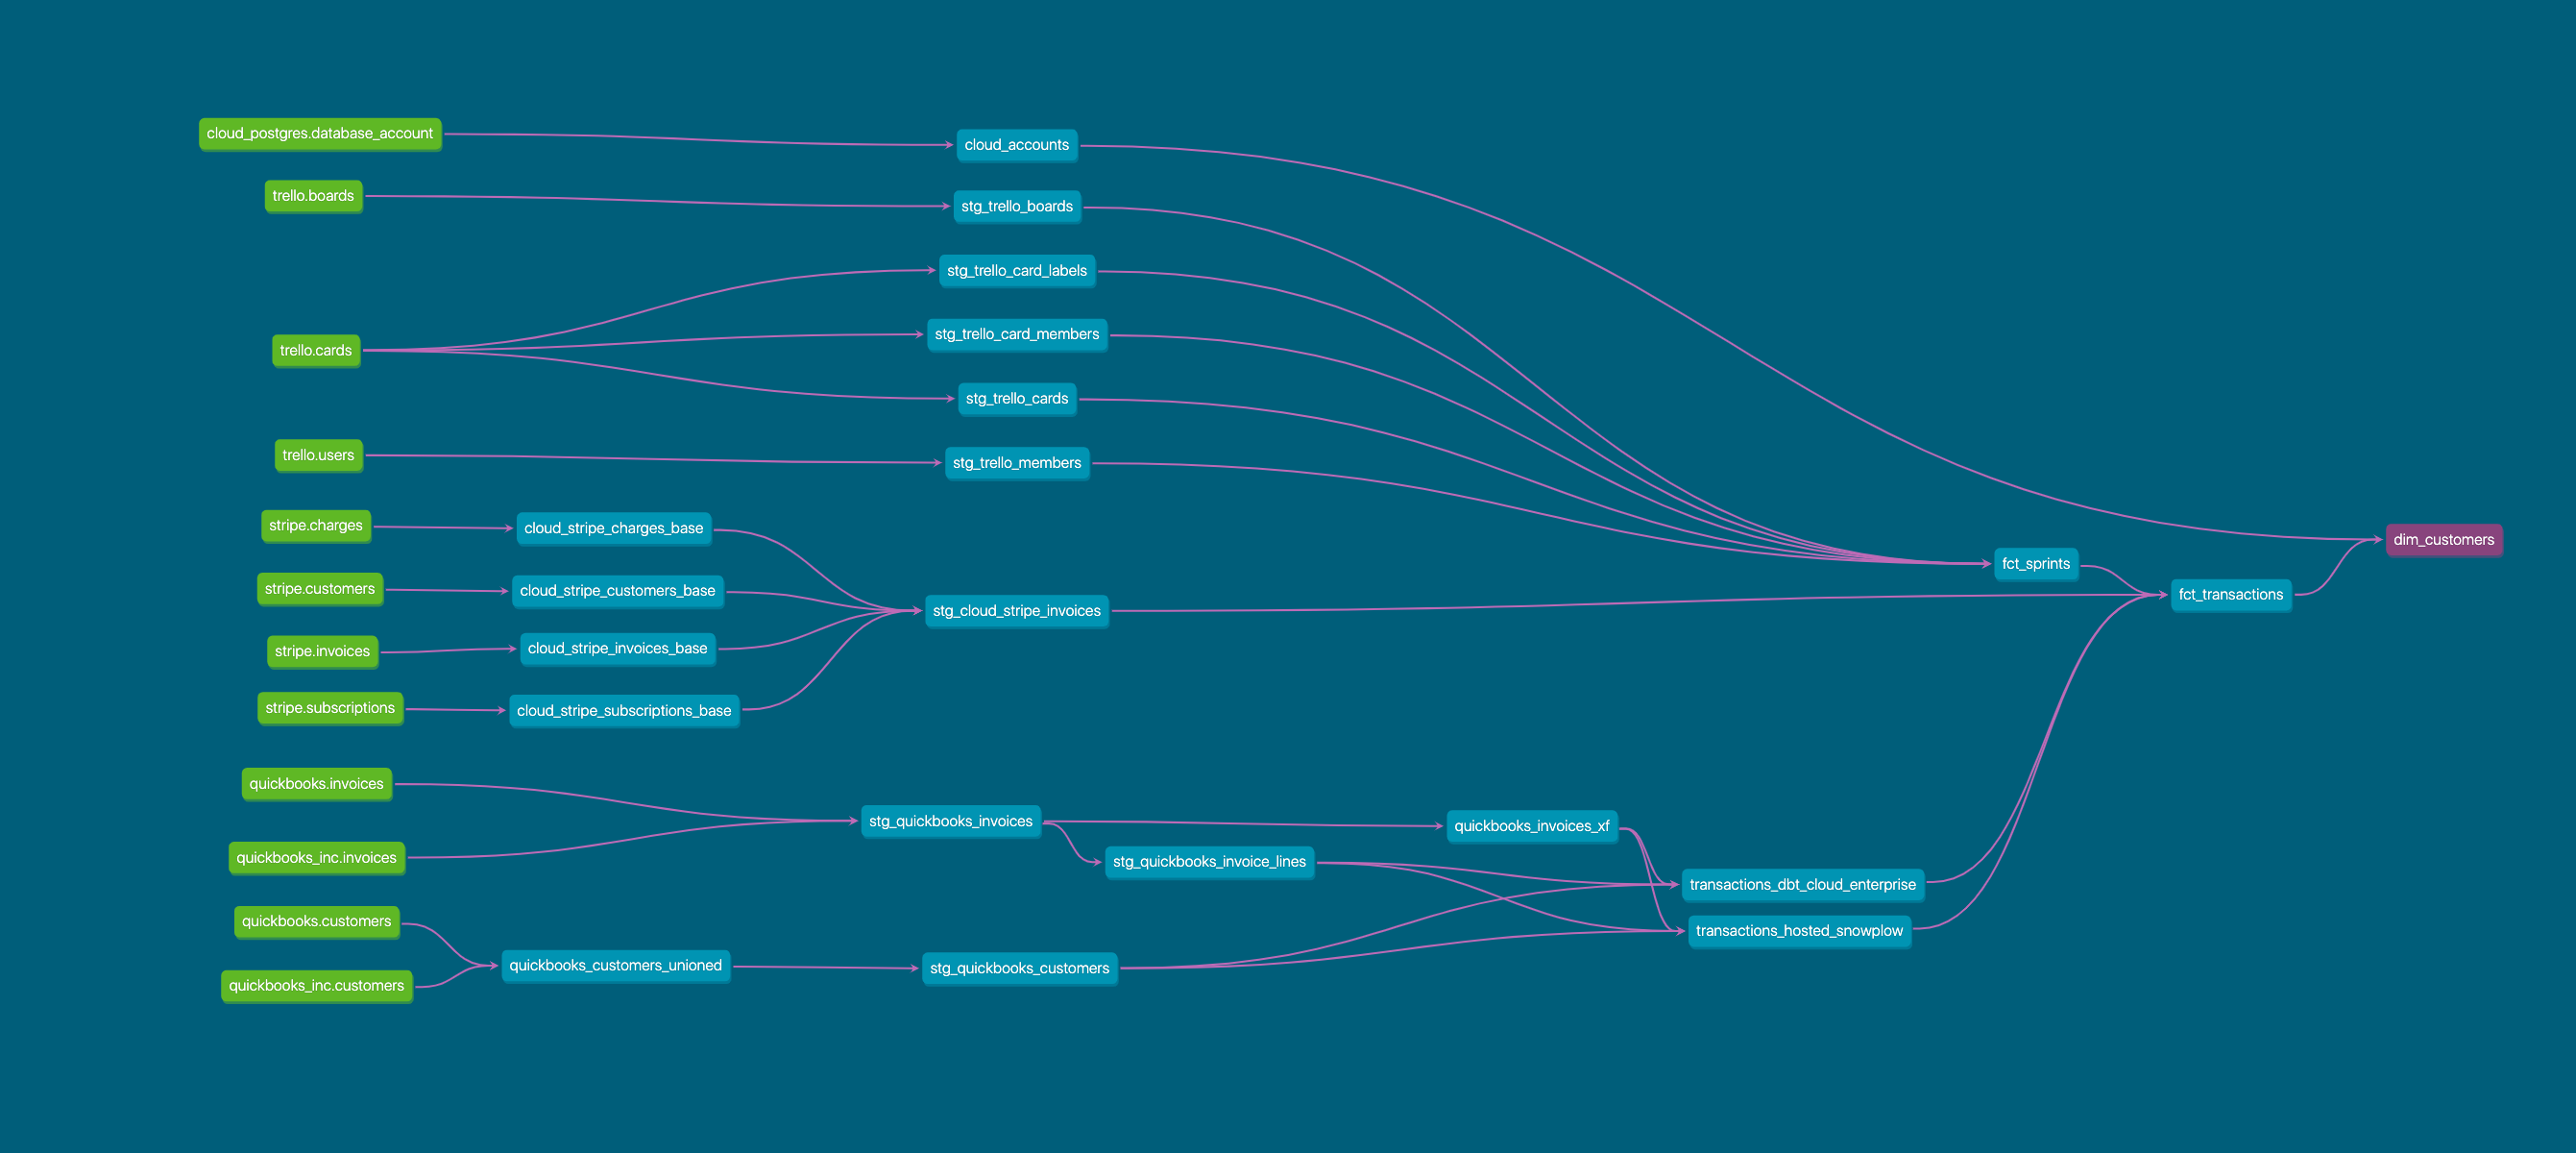 cloud_postgres.database_account
cloud_accounts
trello.boards
stg_trello_boards
stg_trello_card_labels
trello.cards
stg_trello_card_members
stg_trello_cards
trello.users
stg_trello_members
stripe.charges
cloud_stripe_charges_base
dim_customers
fct_sprints
stripe.customers
cloud_stripe_customers_base
fct_transactions
stg_cloud_stripe_invoices
stripe.invoices
cloud_stripe_invoices_base
stripe.subscriptions
cloud_stripe_subscriptions_base
quickbooks.invoices
stg_quickbooks_invoices
quickbooks_invoices_xf
quickbooks_inc.invoices
stg_quickbooks_invoice_lines
transactions_dbt_cloud_enterprise
quickbooks.customers
transactions_hosted_snowplow
quickbooks_customers_unioned
stg_quickbooks_customers
quickbooks_inc.customers